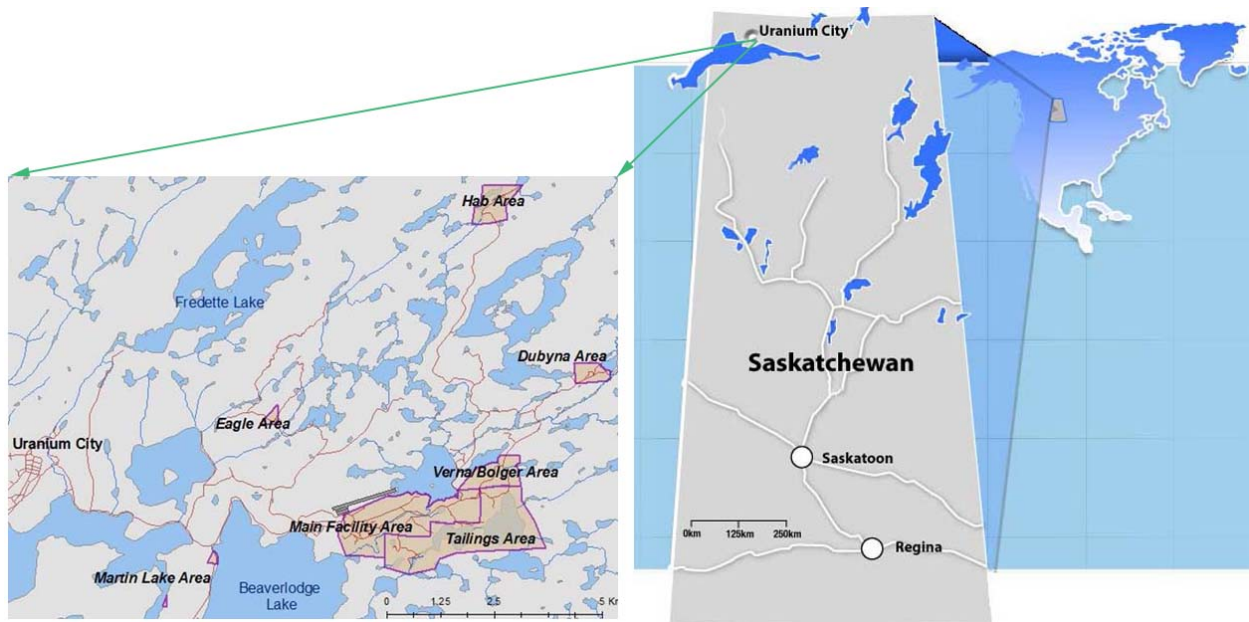 Uranium City
Hab Area
Fredette Lake
Dubyna Area
Eagle Area
Uranium City
Verna/Bolger Area
Main Facility Area
Tailings Area
Martin Lake Area
Beaverlodge
Lake
0 1.25 2.5 5 Km
Saskatchewan
Saskatoon
0km 125km 250km
Regina